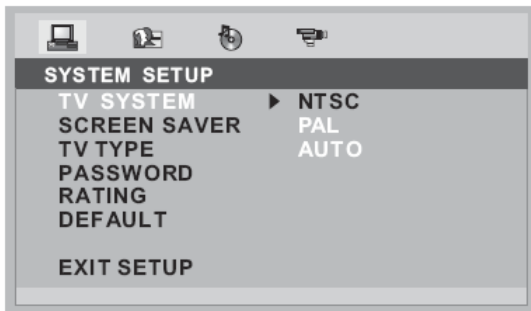 SYSTEM SETUP
TV SYSTEM NTSC
SCREEN SAVER PAL
TV TYPE AUTO
PASSWORD
RATING
DEFAULT
EXIT SETUP